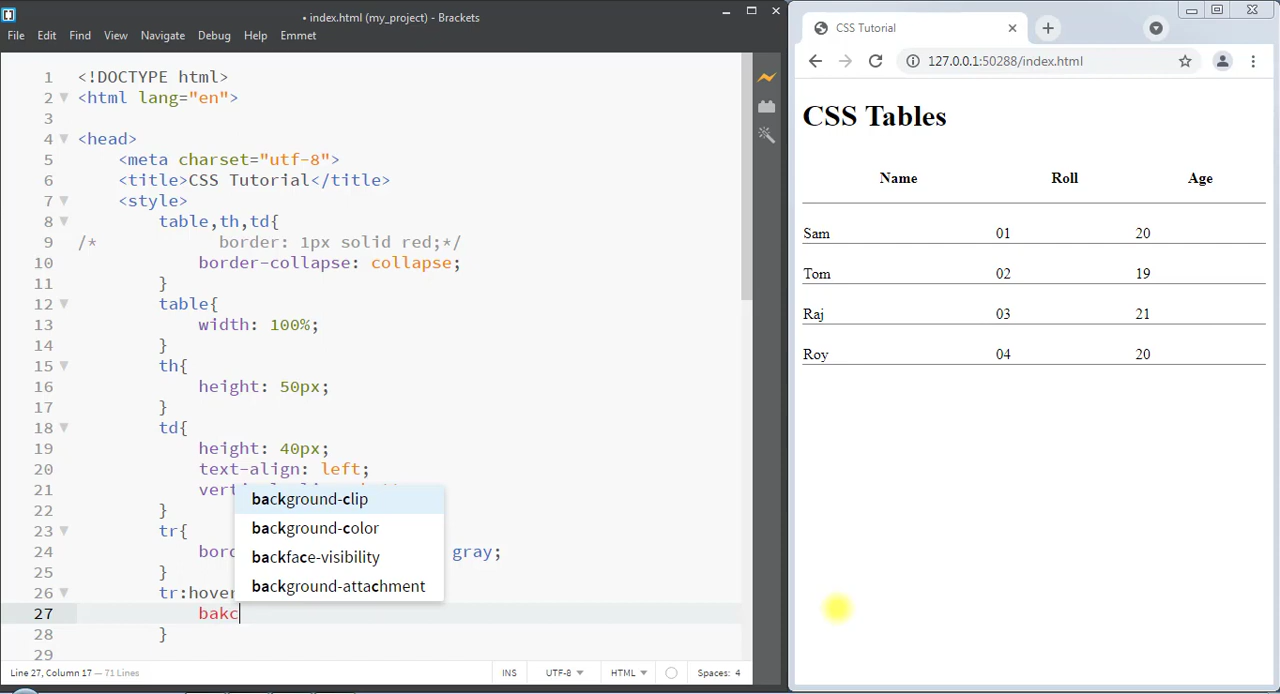 • index.html (my_project) - Brackets
File Edit Find View Navigate Debug Help Emmet
1 <!DOCTYPE html>
2 <html lang="en">
3
4 <head>
5 <meta charset="utf-8">
6 <title>CSS Tutorial</title>
7 <style>
8 table,th,td{
9 /* border: 1px solid red;*/
10 border-collapse: collapse;
11 }
12 table{
13 width: 100%;
14 }
15 th{
16 height: 50px;
17 }
18 td{
19 height: 40px;
20 text-align: left;
21 vert
22 }
23 tr{
24 bord gray;
25 }
26 tr:hover
27 bakc
28 }
29
background-clip
background-color
backface-visibility
background-attachment
Line 27, Column 17 — 71 Lines
INS UTF-8 HTML Spaces: 4
CSS Tutorial
127.0.0.1:50288/index.html
CSS Tables
Name Roll Age
Sam 01 20
Tom 02 19
Raj 03 21
Roy 04 20